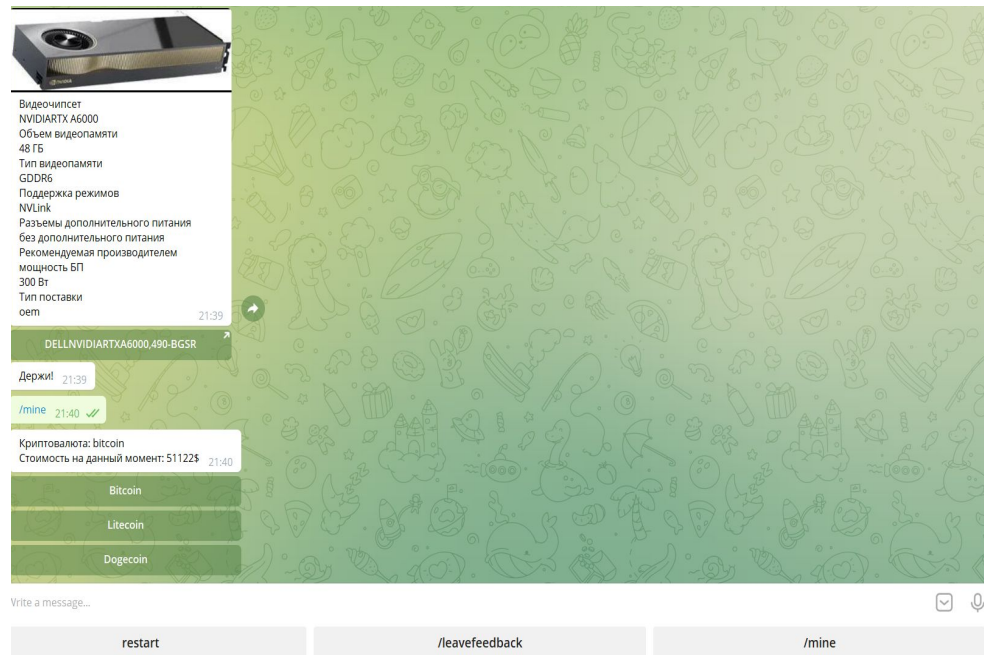 NVIDIA
Видеочипсет
NVIDIARTX A6000
Объем видеопамяти
48 ГБ
Тип видеопамяти
GDDR6
Поддержка режимов
NVLink
Разъемы дополнительного питания
без дополнительного питания
Рекомендуемая производителем
мощность БП
300 Вт
Тип поставки
oem
21:39
DELLNVIDIARTXA6000,490-BGSR
Держи! 21:39
/mine 21:40
Криптовалюта: bitcoin
Стоимость на данный момент: 51122$ 21:40
Bitcoin
Litecoin
Dogecoin
Write a message...
restart /leavefeedback /mine